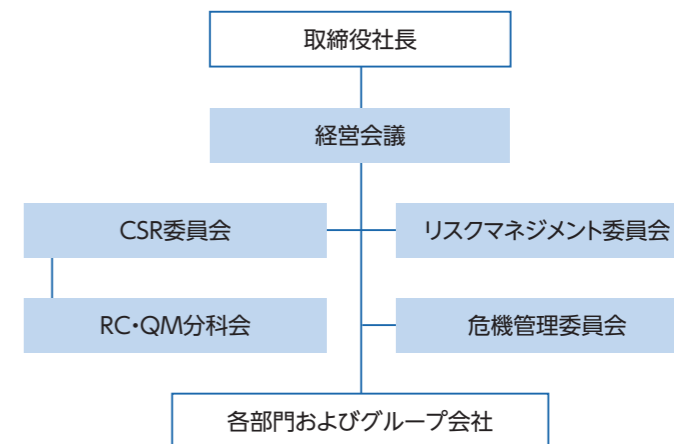 取締役社長
経営会議
CSR委員会
リスクマネジメント委員会
RC・QM分科会
危機管理委員会
各部門およびグループ会社